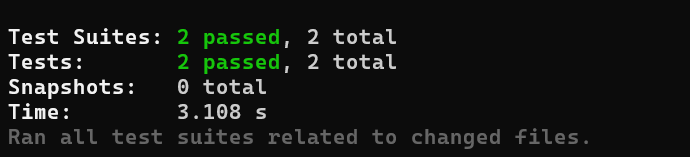 Test Suites: 2 passed, 2 total
Tests:       2 passed, 2 total
Snapshots:   0 total
Time:        3.108 s
Ran all test suites related to changed files.